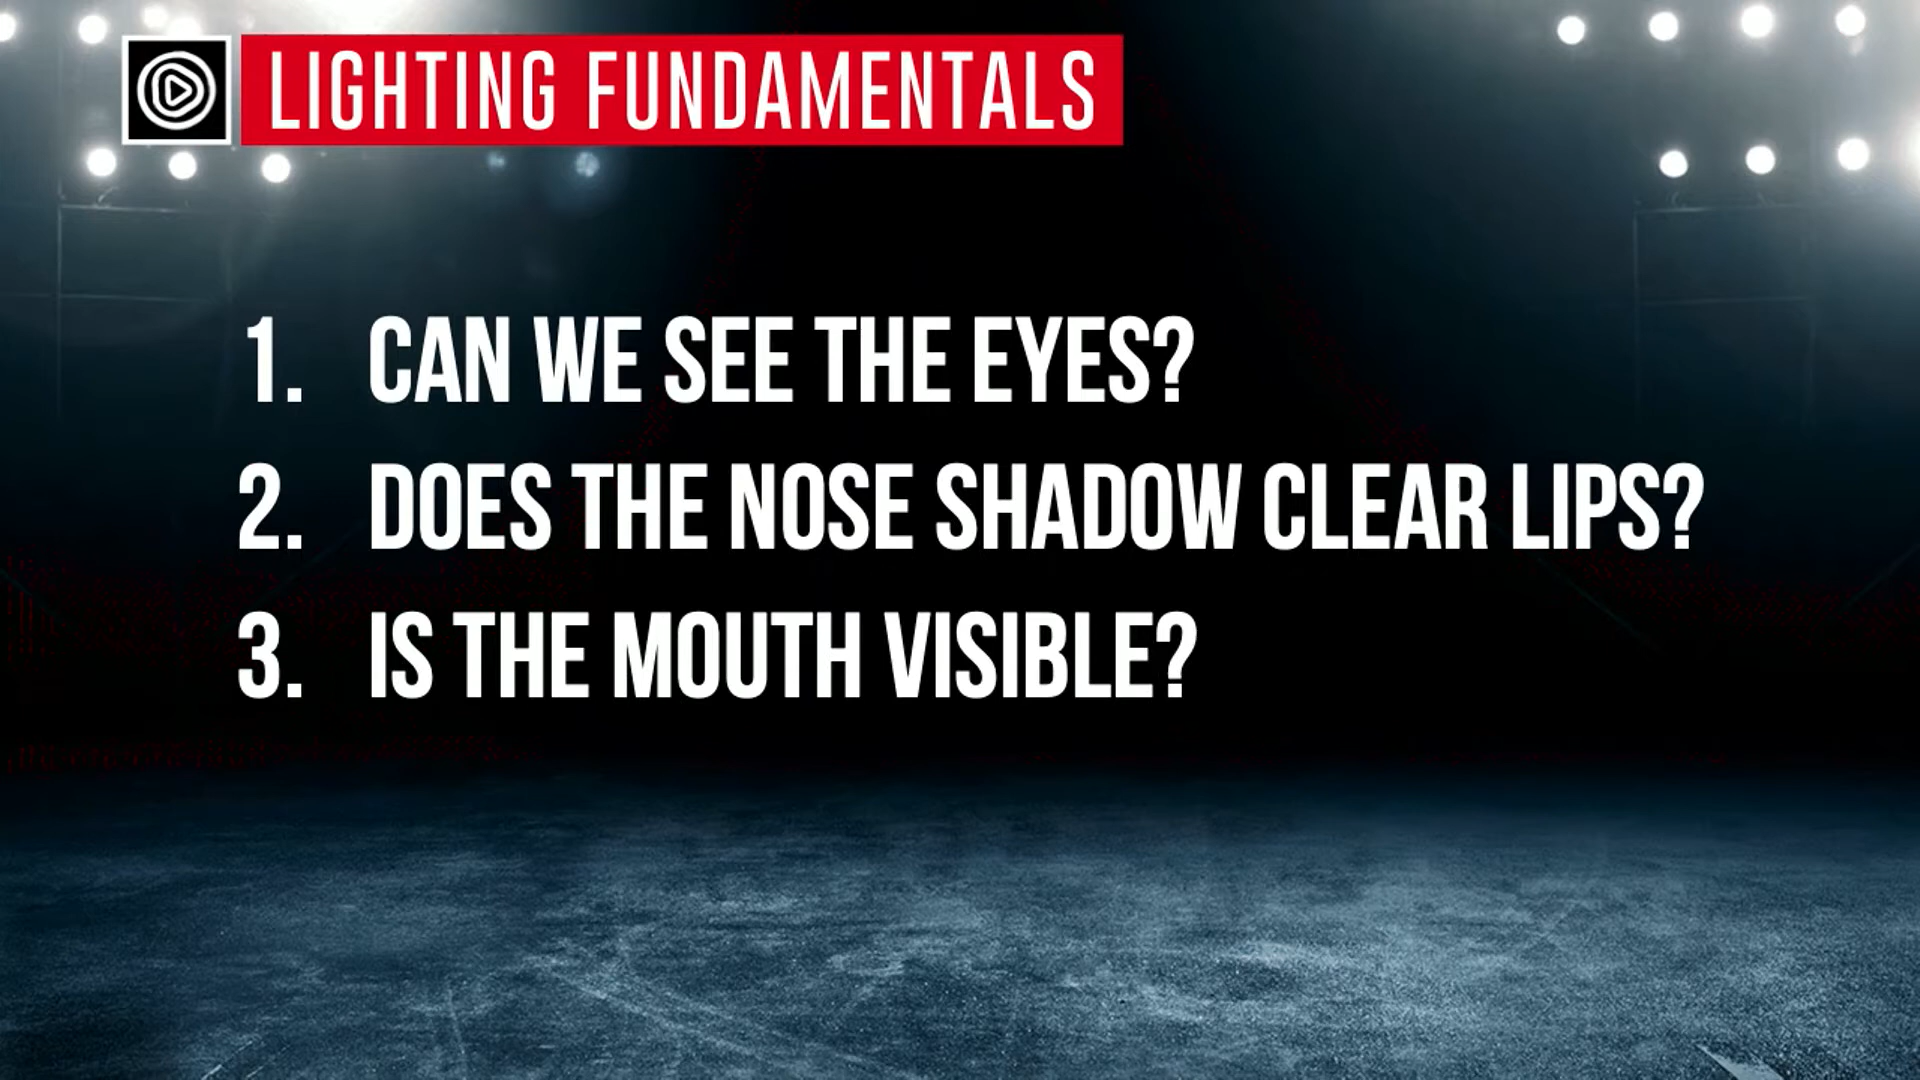 LIGHTING FUNDAMENTALS
1. CAN WE SEE THE EYES?
2. DOES THE NOSE SHADOW CLEAR LIPS?
3. IS THE MOUTH VISIBLE?